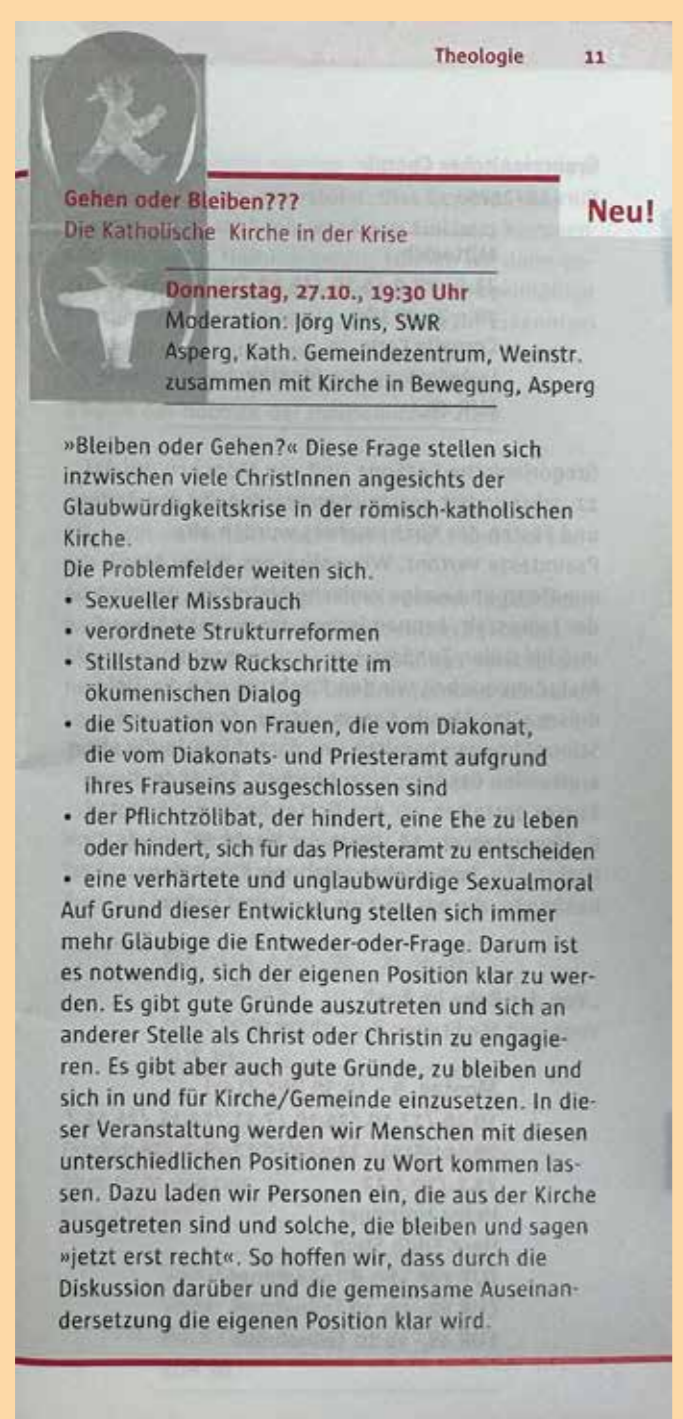 Theologie 11
Gehen oder Bleiben???
Neu!
Die Katholische Kirche in der Krise
Donnerstag, 27.10., 19:30 Uhr
Moderation: Jörg Vins, SWR
Asperg, Kath. Gemeindezentrum, Weinstr.
zusammen mit Kirche in Bewegung, Asperg
»Bleiben oder Gehen?« Diese Frage stellen sich
inzwischen viele ChristInnen angesichts der
Glaubwürdigkeitskrise in der römisch-katholischen
Kirche.
Die Problemfelder weiten sich.
• Sexueller Missbrauch
• verordnete Strukturreformen
• Stillstand bzw Rückschritte im
ökumenischen Dialog
• die Situation von Frauen, die vom Diakonat,
die vom Diakonats- und Priesteramt aufgrund
ihres Frauseins ausgeschlossen sind
• der Pflichtzölibat, der hindert, eine Ehe zu leben
oder hindert, sich für das Priesteramt zu entscheiden
• eine verhärtete und unglaubwürdige Sexualmoral
Auf Grund dieser Entwicklung stellen sich immer
mehr Gläubige die Entweder-oder-Frage. Darum ist
es notwendig, sich der eigenen Position klar zu wer-
den. Es gibt gute Gründe auszutreten und sich an
anderer Stelle als Christ oder Christin zu engagie-
ren. Es gibt aber auch gute Gründe, zu bleiben und
sich in und für Kirche/Gemeinde einzusetzen. In die-
ser Veranstaltung werden wir Menschen mit diesen
unterschiedlichen Positionen zu Wort kommen las-
sen. Dazu laden wir Personen ein, die aus der Kirche
ausgetreten sind und solche, die bleiben und sagen
»jetzt erst recht«. So hoffen wir, dass durch die
Diskussion darüber und die gemeinsame Auseinan-
dersetzung die eigenen Position klar wird.